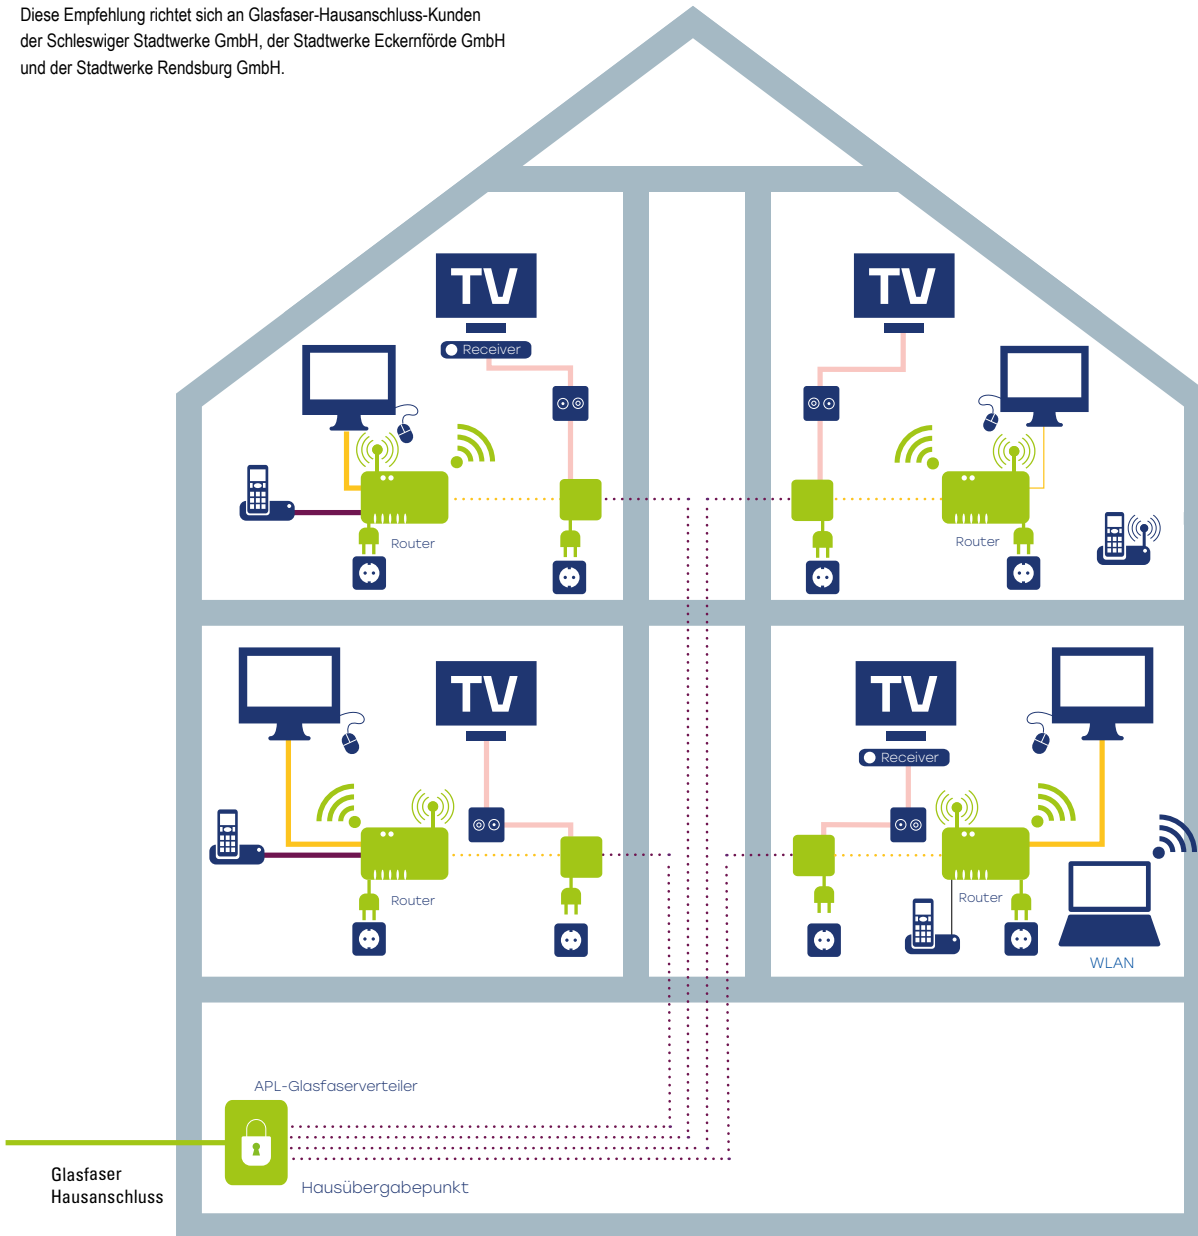 Diese Empfehlung richtet sich an Glasfaser-Hausanschluss-Kunden
der Schleswiger Stadtwerke GmbH, der Stadtwerke Eckernförde GmbH
und der Stadtwerke Rendsburg GmbH.
TV
Receiver
Router
TV
Router
TV
Router
TV
Receiver
Router
WLAN
APL-Glasfaserverteiler
Hausübergabepunkt
Glasfaser
Hausanschluss